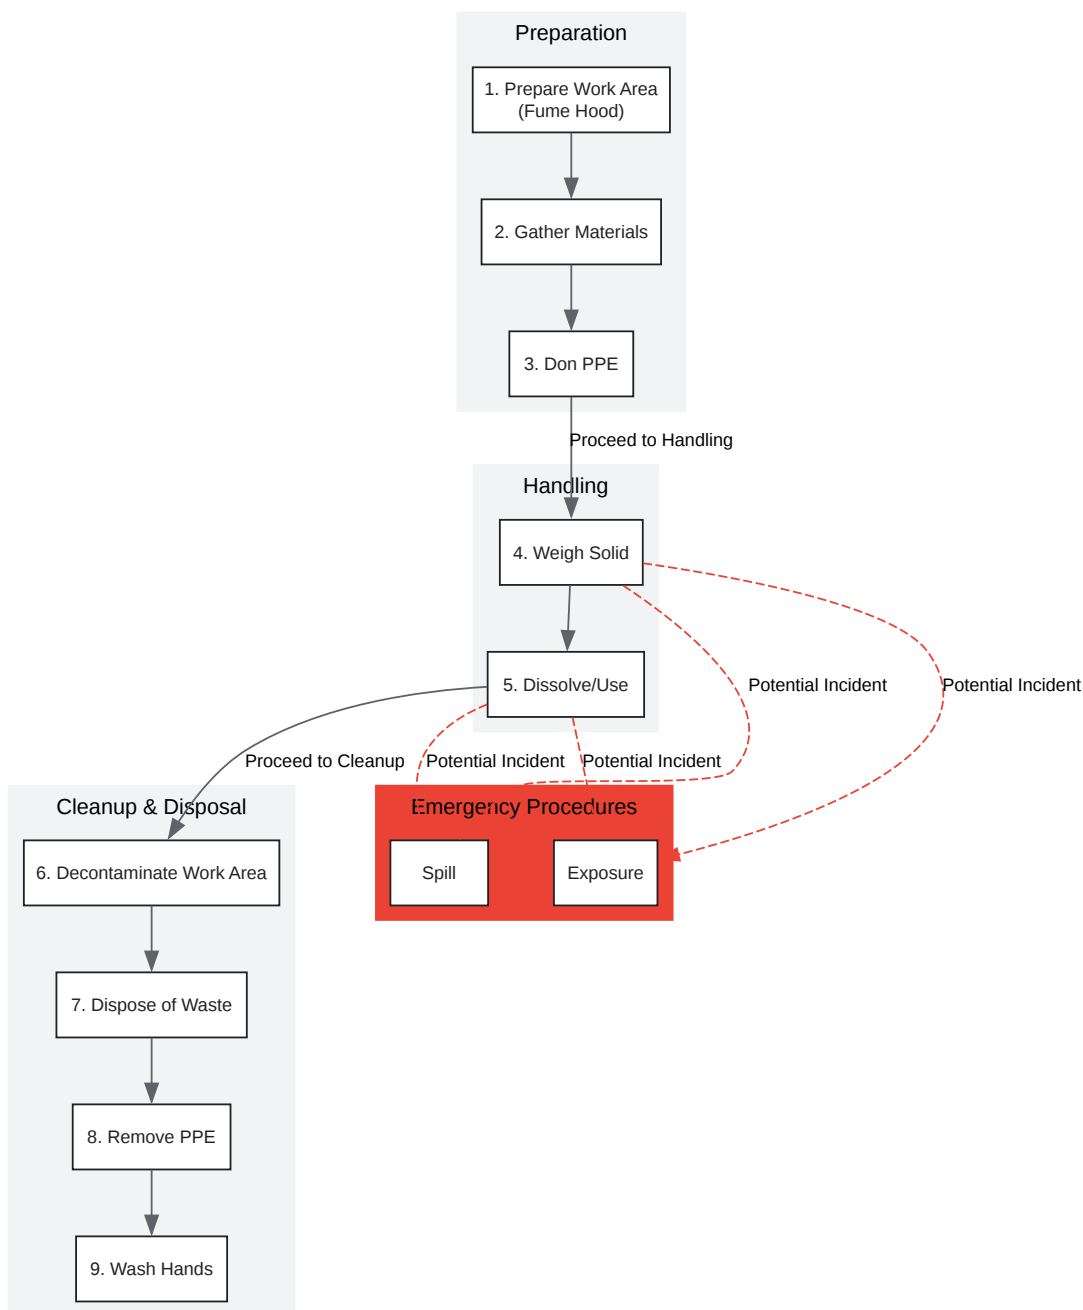 Preparation
1. Prepare Work Area
(Fume Hood)
2. Gather Materials
3. Don PPE
Proceed to Handling
Handling
4. Weigh Solid
5. Dissolve/Use
Potential Incident
Potential Incident
Proceed to Cleanup
Potential Incident
Potential Incident
Cleanup & Disposal
Emergency Procedures
6. Decontaminate Work Area
Spill
Exposure
7. Dispose of Waste
8. Remove PPE
9. Wash Hands